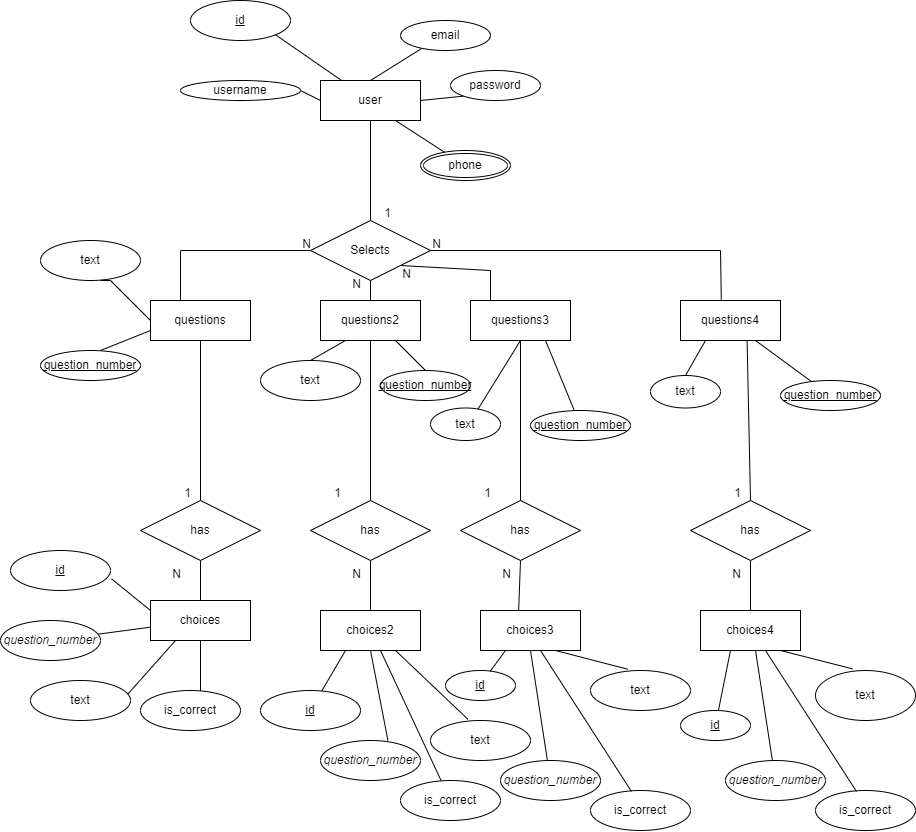 id
email
username
user
password
phone
1
N
Selects
N
N
N
text
question_number
questions
questions2
questions3
questions4
text
question_number
text
question_number
text
question_number
1
1
1
1
has
has
has
has
N
N
N
N
id
question_number
choices
text
is_correct
choices2
id
question_number
text
is_correct
choices3
id
text
question_number
is_correct
choices4
id
text
question_number
is_correct